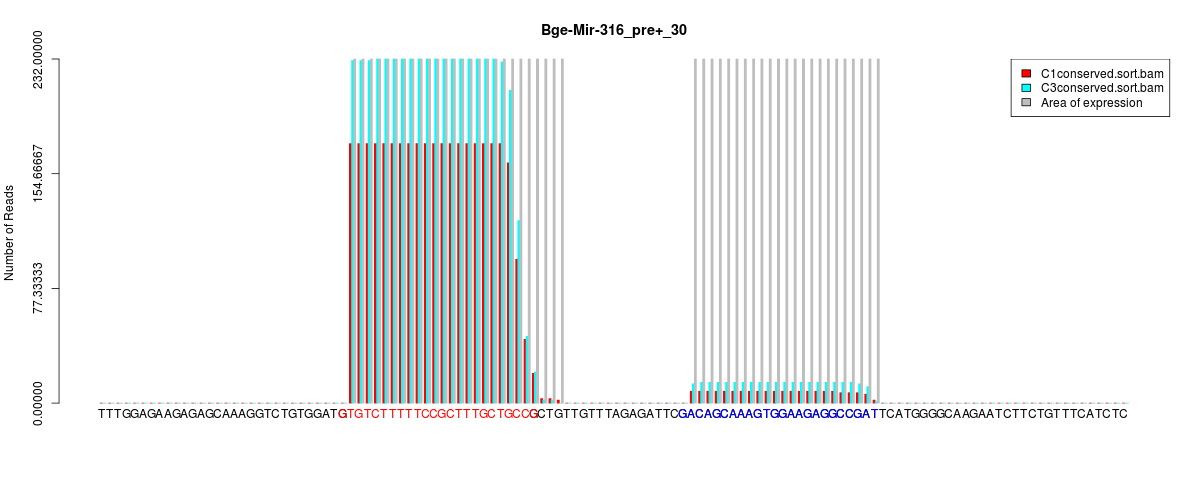 Bge-Mir-316_pre+_30
232.00000
154.66667
77.33333
0.00000
Number of Reads
C1conserved.sort.bam
C3conserved.sort.bam
Area of expression
TTTGGAGAAGAGAGCAAAGGTCTGTGGATGTGTCTTTTTCCGCTTTGCTGCCGCTGTTGTTTAGAGATTCGACAGCAAAGTGGAAGAGGCCGATTCATGGGGCAAGAATCTTCTGTTTCATCTC